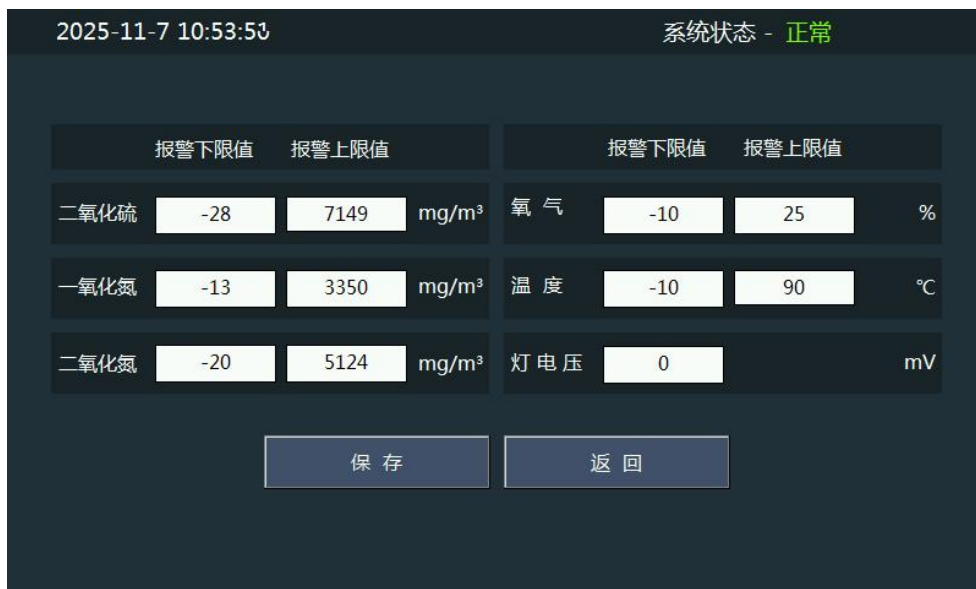 2025-11-7 10:53:5
系统状态 - 正常
报警下限值 报警上限值
二氧化硫 -28 7149 mg/m³
一氧化氮 -13 3350 mg/m³
二氧化氮 -20 5124 mg/m³
报警下限值 报警上限值
氧 气 -10 25 %
温 度 -10 90 ℃
灯 电 压 0 mV
保 存
返 回